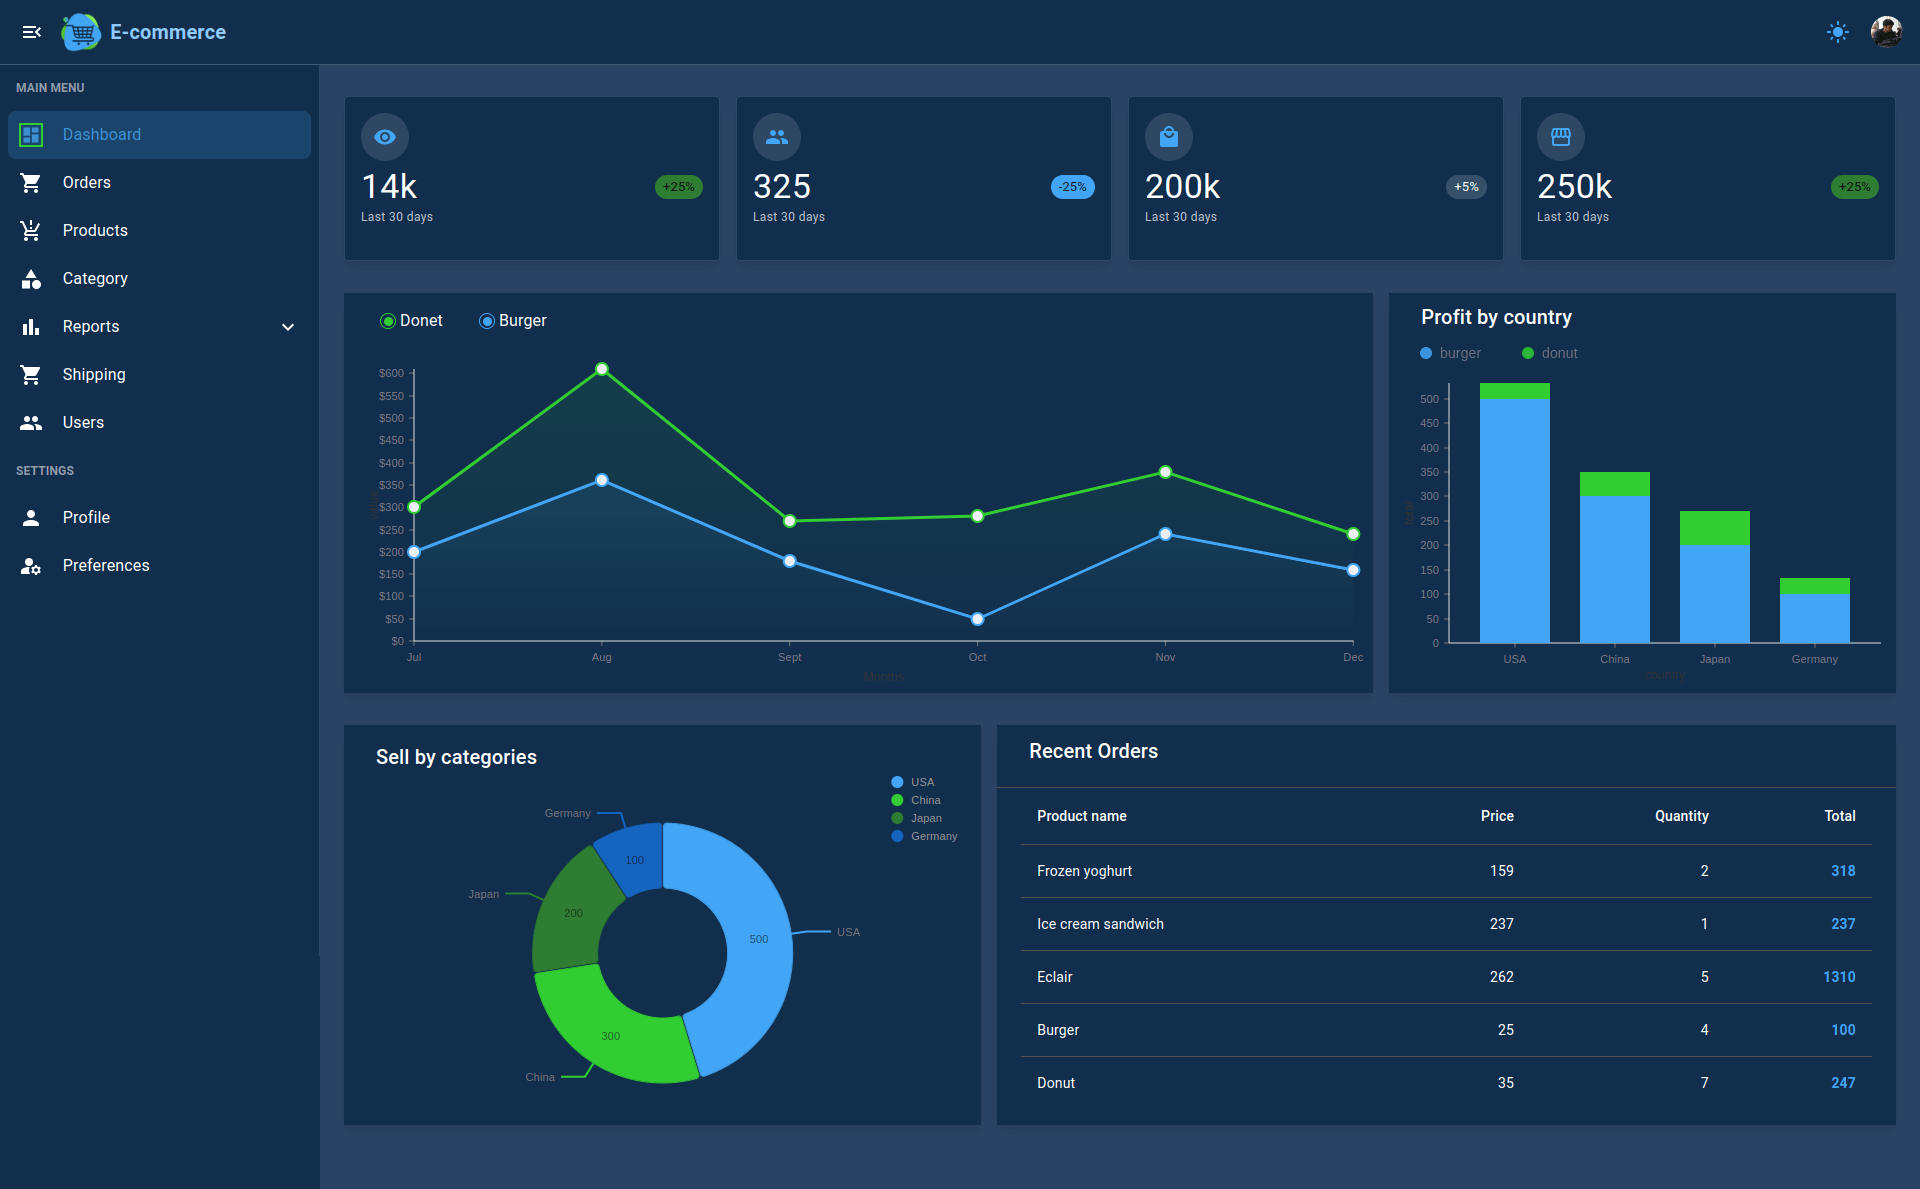 E-commerce
MAIN MENU
Dashboard
Orders
Products
Category
Reports
Shipping
Users
SETTINGS
Profile
Preferences
14k
+25%
Last 30 days
325
-25%
Last 30 days
200k
+5%
Last 30 days
250k
+25%
Last 30 days
Donet Burger
$600
$550
$500
$450
$400
$350
$300
$250
$200
$150
$100
$50
$0
Jul Aug Sept Oct Nov Dec
Months
Profit by country
burger donut
500
450
400
350
300
250
200
150
100
50
0
total
USA China Japan Germany
country
Sell by categories
USA
China
Japan
Germany
Germany
100
Japan
200
500
USA
300
China
Recent Orders
Product name Price Quantity Total
Frozen yoghurt 159 2 318
Ice cream sandwich 237 1 237
Eclair 262 5 1310
Burger 25 4 100
Donut 35 7 247